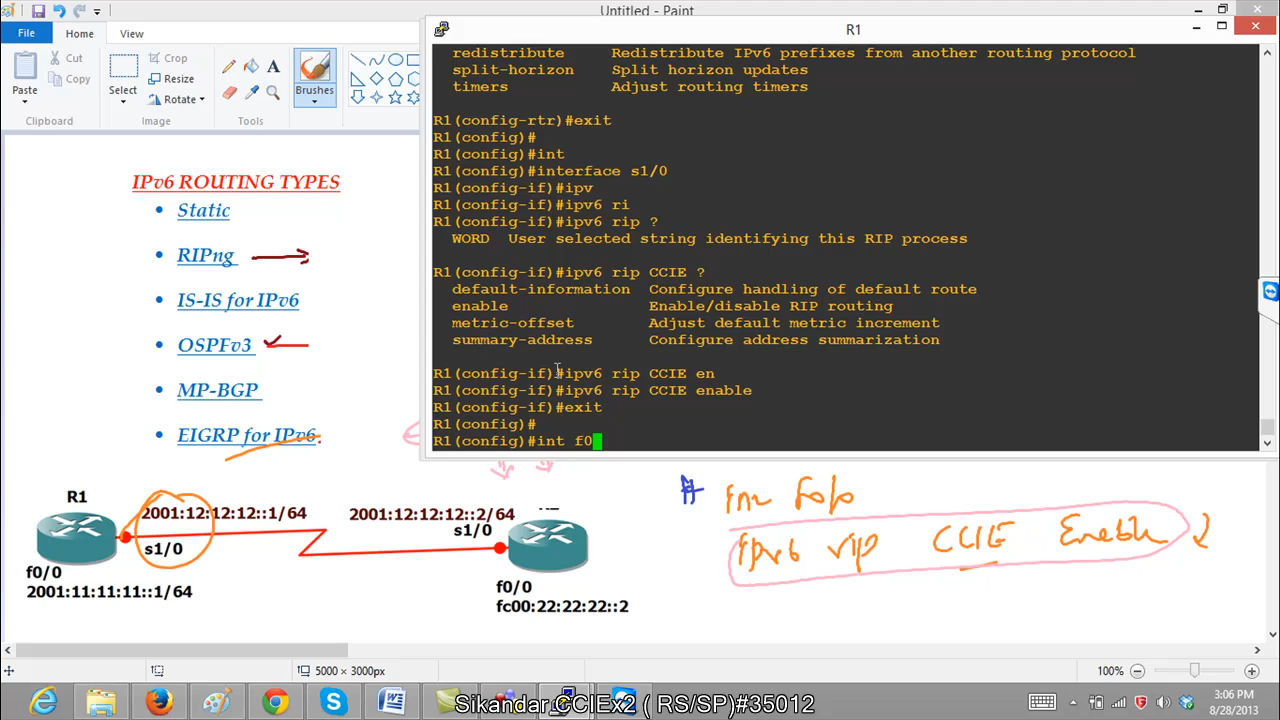 Untitled - Paint
File
Home
View
Paste
Cut
Copy
Clipboard
Select
Crop
Resize
Rotate
Image
Tools
Brushes
Shapes
R1
redistribute Redistribute IPv6 prefixes from another routing protocol
split-horizon Split horizon updates
timers Adjust routing timers
R1(config-rtr)#exit
R1(config)#
R1(config)#int
R1(config)#interface s1/0
R1(config-if)#ipv
R1(config-if)#ipv6 ri
R1(config-if)#ipv6 rip ?
WORD User selected string identifying this RIP process
R1(config-if)#ipv6 rip CCIE ?
default-information Configure handling of default route
enable Enable/disable RIP routing
metric-offset Adjust default metric increment
summary-address Configure address summarization
R1(config-if)#ipv6 rip CCIE en
R1(config-if)#ipv6 rip CCIE enable
R1(config-if)#exit
R1(config)#
R1(config)#int f0
IPv6 ROUTING TYPES
• Static
• RIPng
• IS-IS for IPv6
• OSPFv3
• MP-BGP
• EIGRP for IPv6.
R1
2001:12:12:12::1/64
s1/0
f0/0
2001:11:11:11::1/64
2001:12:12:12::2/64
s1/0
f0/0
fc00:22:22:22::2
# int fo/o
IPv6 rip CCIE Enable
5000 × 3000px
100%
Sikandar CCIEx2 ( RS/SP)#35012
3:06 PM
8/28/2013